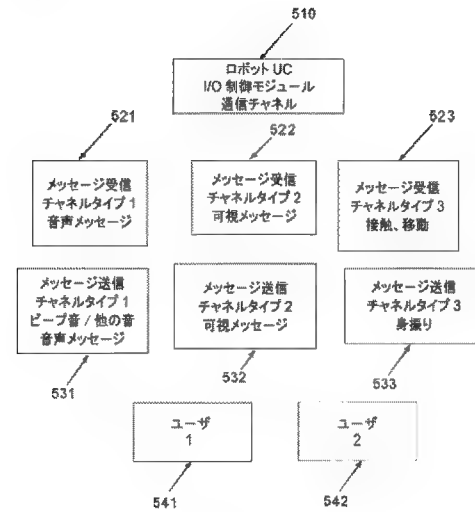 510
ロボット UC
I/O 制御モジュール
通信チャネル
521
522
523
メッセージ受信
チャネルタイプ 1
音声メッセージ
メッセージ受信
チャネルタイプ 2
可視メッセージ
メッセージ受信
チャネルタイプ 3
接触、移動
メッセージ送信
チャネルタイプ 1
ビープ音 / 他の音
音声メッセージ
メッセージ送信
チャネルタイプ 2
可視メッセージ
メッセージ送信
チャネルタイプ 3
身振り
531
532
533
ユーザ
1
ユーザ
2
541
542